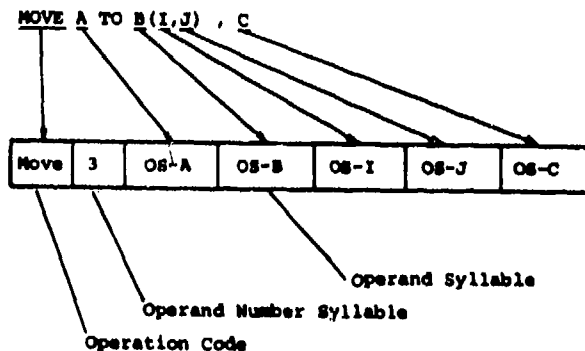 MOVE A TO B(I,J) , C
Move 3 OS-A OS-B OS-I OS-J OS-C
Operand Syllable
Operand Number Syllable
Operation Code